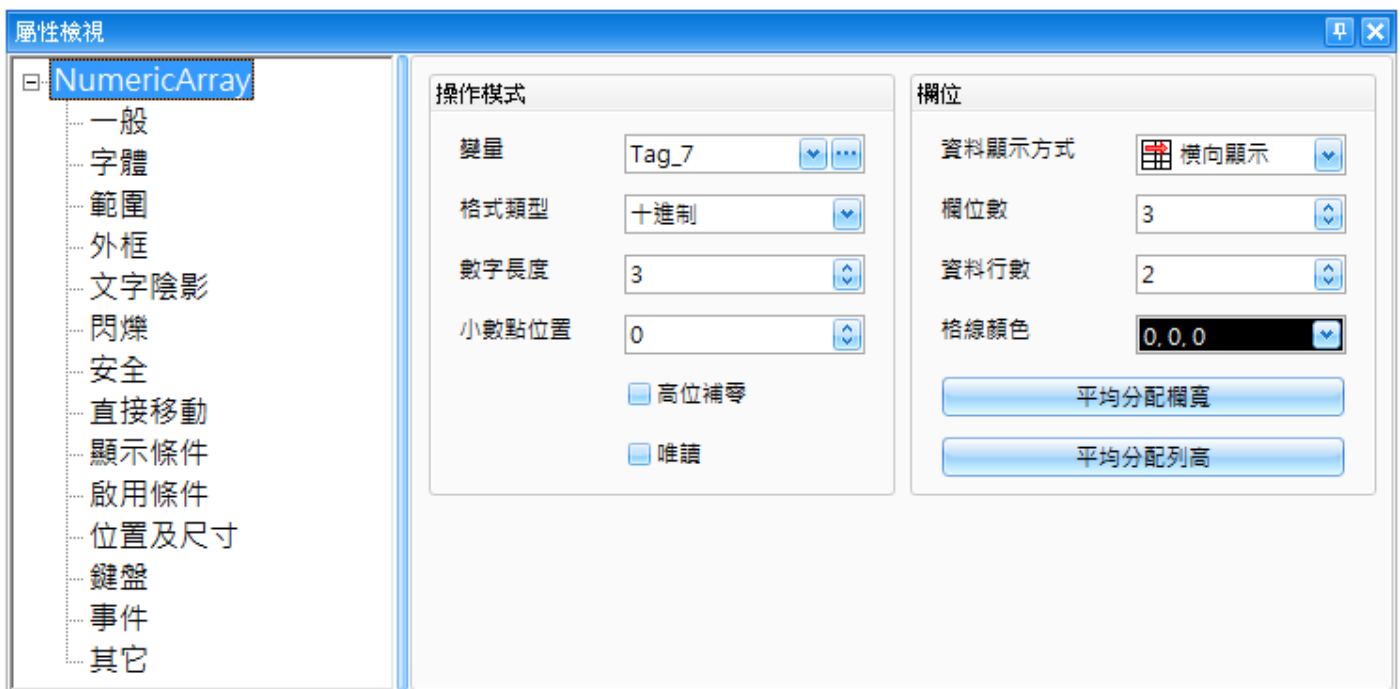 屬性檢視
NumericArray
一般
字體
範圍
外框
文字陰影
閃爍
安全
直接移動
顯示條件
啟用條件
位置及尺寸
鍵盤
事件
其它
操作模式
變量 Tag_7
格式類型 十進制
數字長度 3
小數點位置 0
高位補零
唯讀
欄位
資料顯示方式 橫向顯示
欄位數 3
資料行數 2
格線顏色 0, 0, 0
平均分配欄寬
平均分配列高